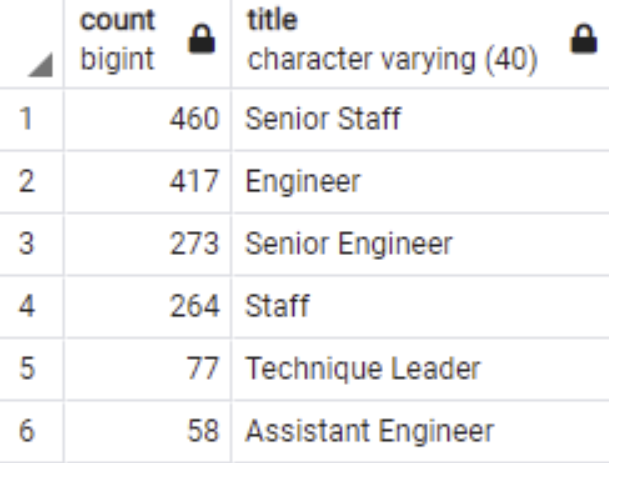 count title
bigint character varying (40)
1 460 Senior Staff
2 417 Engineer
3 273 Senior Engineer
4 264 Staff
5 77 Technique Leader
6 58 Assistant Engineer